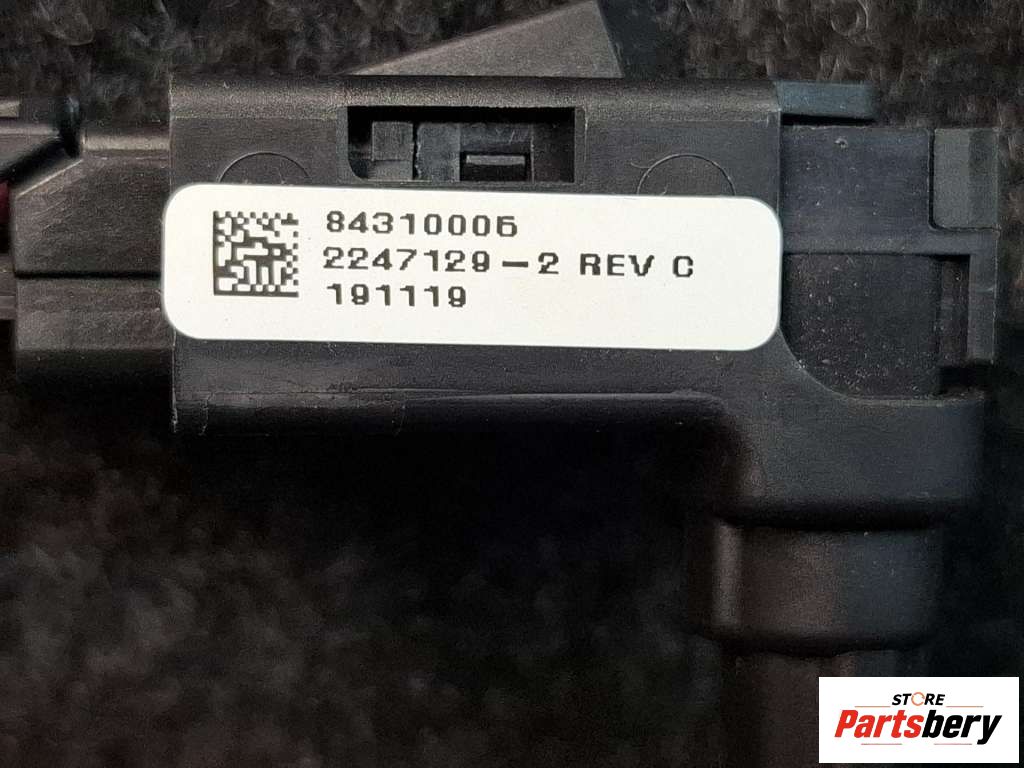 84310006
2247129-2 REV C
191119
STORE
Partsbery